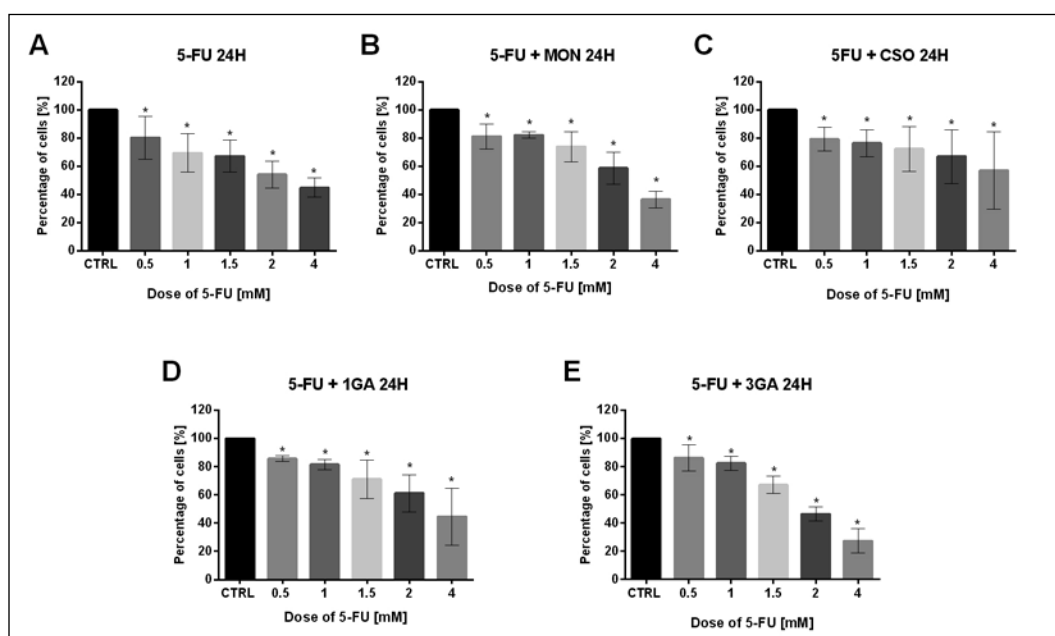 A
5-FU 24H
Percentage of cells [%]
120
100
80
60
40
20
0
* * * * *
CTRL 0.5 1 1.5 2 4
Dose of 5-FU [mM]
B
5-FU + MON 24H
Percentage of cells [%]
120
100
80
60
40
20
0
* * * * *
CTRL 0.5 1 1.5 2 4
Dose of 5-FU [mM]
C
5FU + CSO 24H
Percentage of cells [%]
120
100
80
60
40
20
0
* * * * *
CTRL 0.5 1 1.5 2 4
Dose of 5-FU [mM]
D
5-FU + 1GA 24H
Percentage of cells [%]
120
100
80
60
40
20
0
* * * * *
CTRL 0.5 1 1.5 2 4
Dose of 5-FU [mM]
E
5-FU + 3GA 24H
Percentage of cells [%]
120
100
80
60
40
20
0
* * * * *
CTRL 0.5 1 1.5 2 4
Dose of 5-FU [mM]